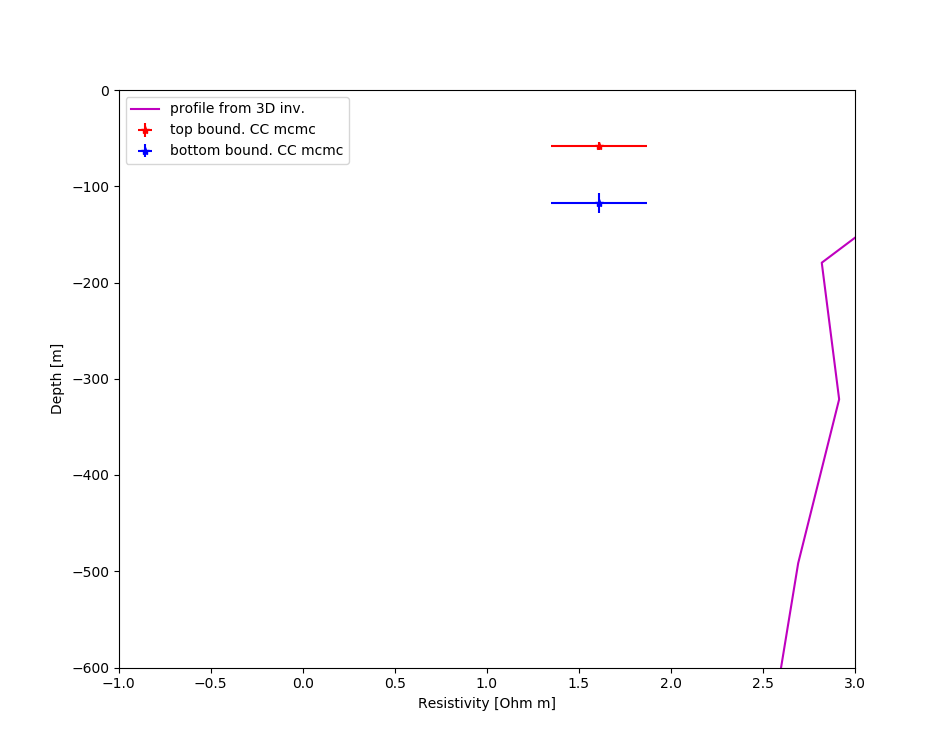 profile from 3D inv.
top bound. CC mcmc
bottom bound. CC mcmc
0
−100
−200
−300
−400
−500
−600
Depth [m]
−1.0 −0.5 0.0 0.5 1.0 1.5 2.0 2.5 3.0
Resistivity [Ohm m]